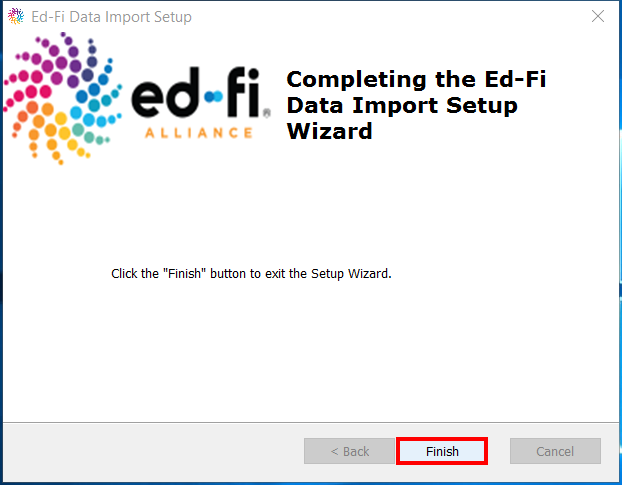 Ed-Fi Data Import Setup
ed-fi®
ALLIANCE
Completing the Ed-Fi
Data Import Setup
Wizard
Click the "Finish" button to exit the Setup Wizard.
< Back
Finish
Cancel